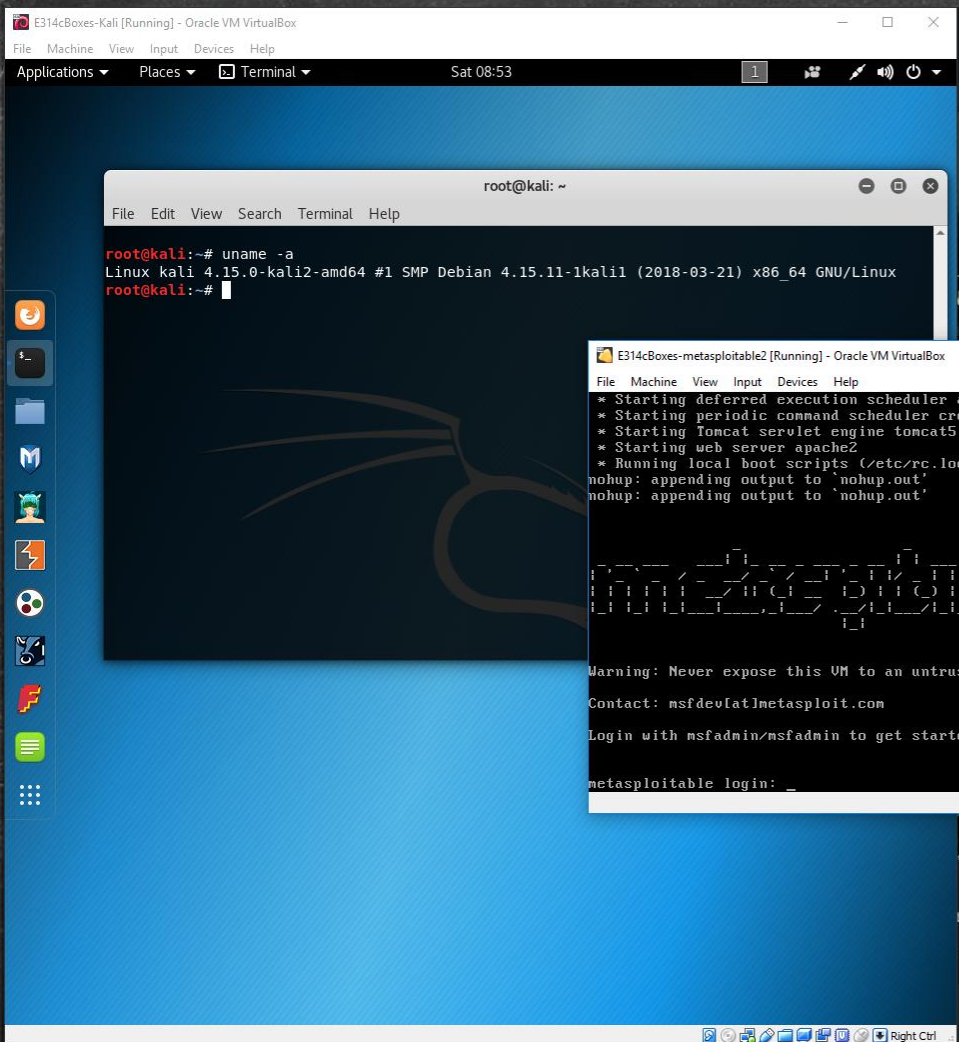 E314cBoxes-Kali [Running] - Oracle VM VirtualBox
File Machine View Input Devices Help
Applications Places Terminal Sat 08:53 1
root@kali: ~
File Edit View Search Terminal Help
root@kali:~# uname -a
Linux kali 4.15.0-kali2-amd64 #1 SMP Debian 4.15.11-1kali1 (2018-03-21) x86_64 GNU/Linux
root@kali:~#
E314cBoxes-metasploitable2 [Running] - Oracle VM VirtualBox
File Machine View Input Devices Help
* Starting deferred execution scheduler
* Starting periodic command scheduler
* Starting Tomcat servlet engine tomcat5
* Starting web server apache2
* Running local boot scripts
nohup: appending output to `nohup.out'
nohup: appending output to `nohup.out'
Warning: Never expose this VM to an
Contact: msfdev[at]metasploit.com
Login with msfadmin/msfadmin to get
metasploitable login: _
Right Ctrl